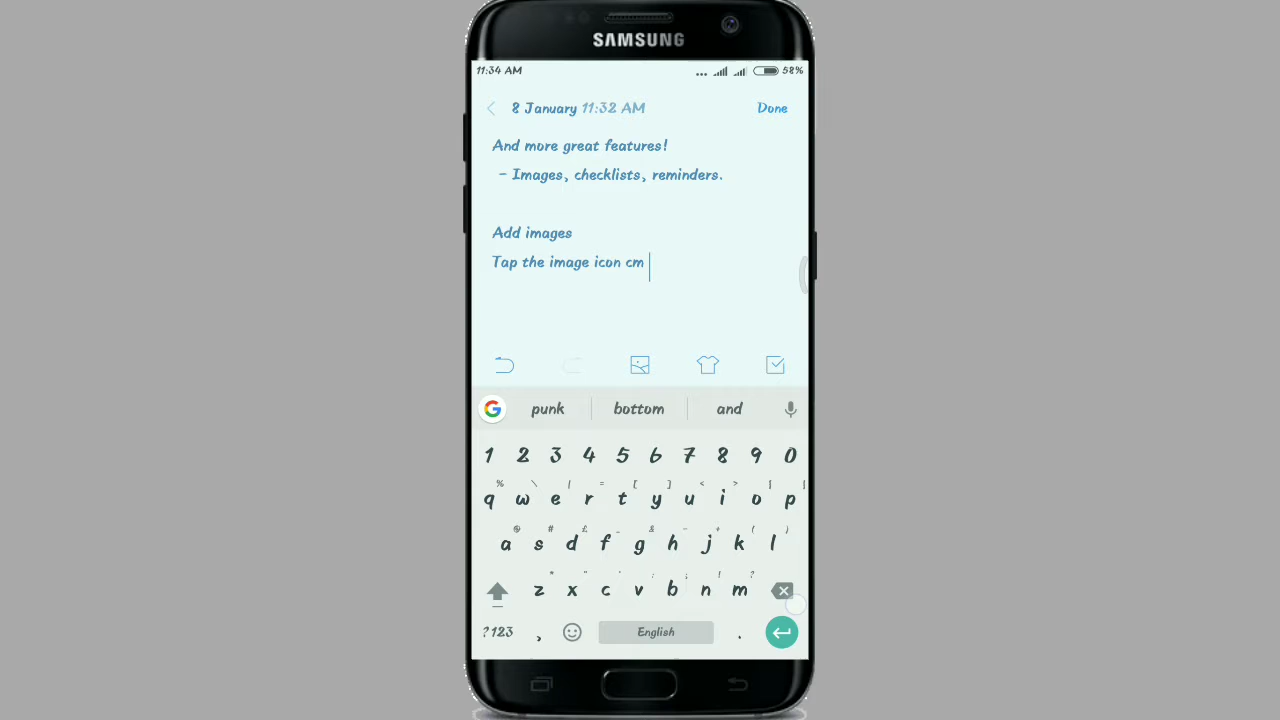 SAMSUNG
11:34 AM ... 58%
8 January 11:32 AM Done
And more great features!
- Images, checklists, reminders.
Add images
Tap the image icon cm
G punk bottom and
1 2 3 4 5 6 7 8 9 0
% \ | = [ ] < > { }
q w e r t y u i o p
@ # £ _ & - + ( )
a s d f g h j k l
* " ' : ; ! ?
z x c v b n m
?123 , English .